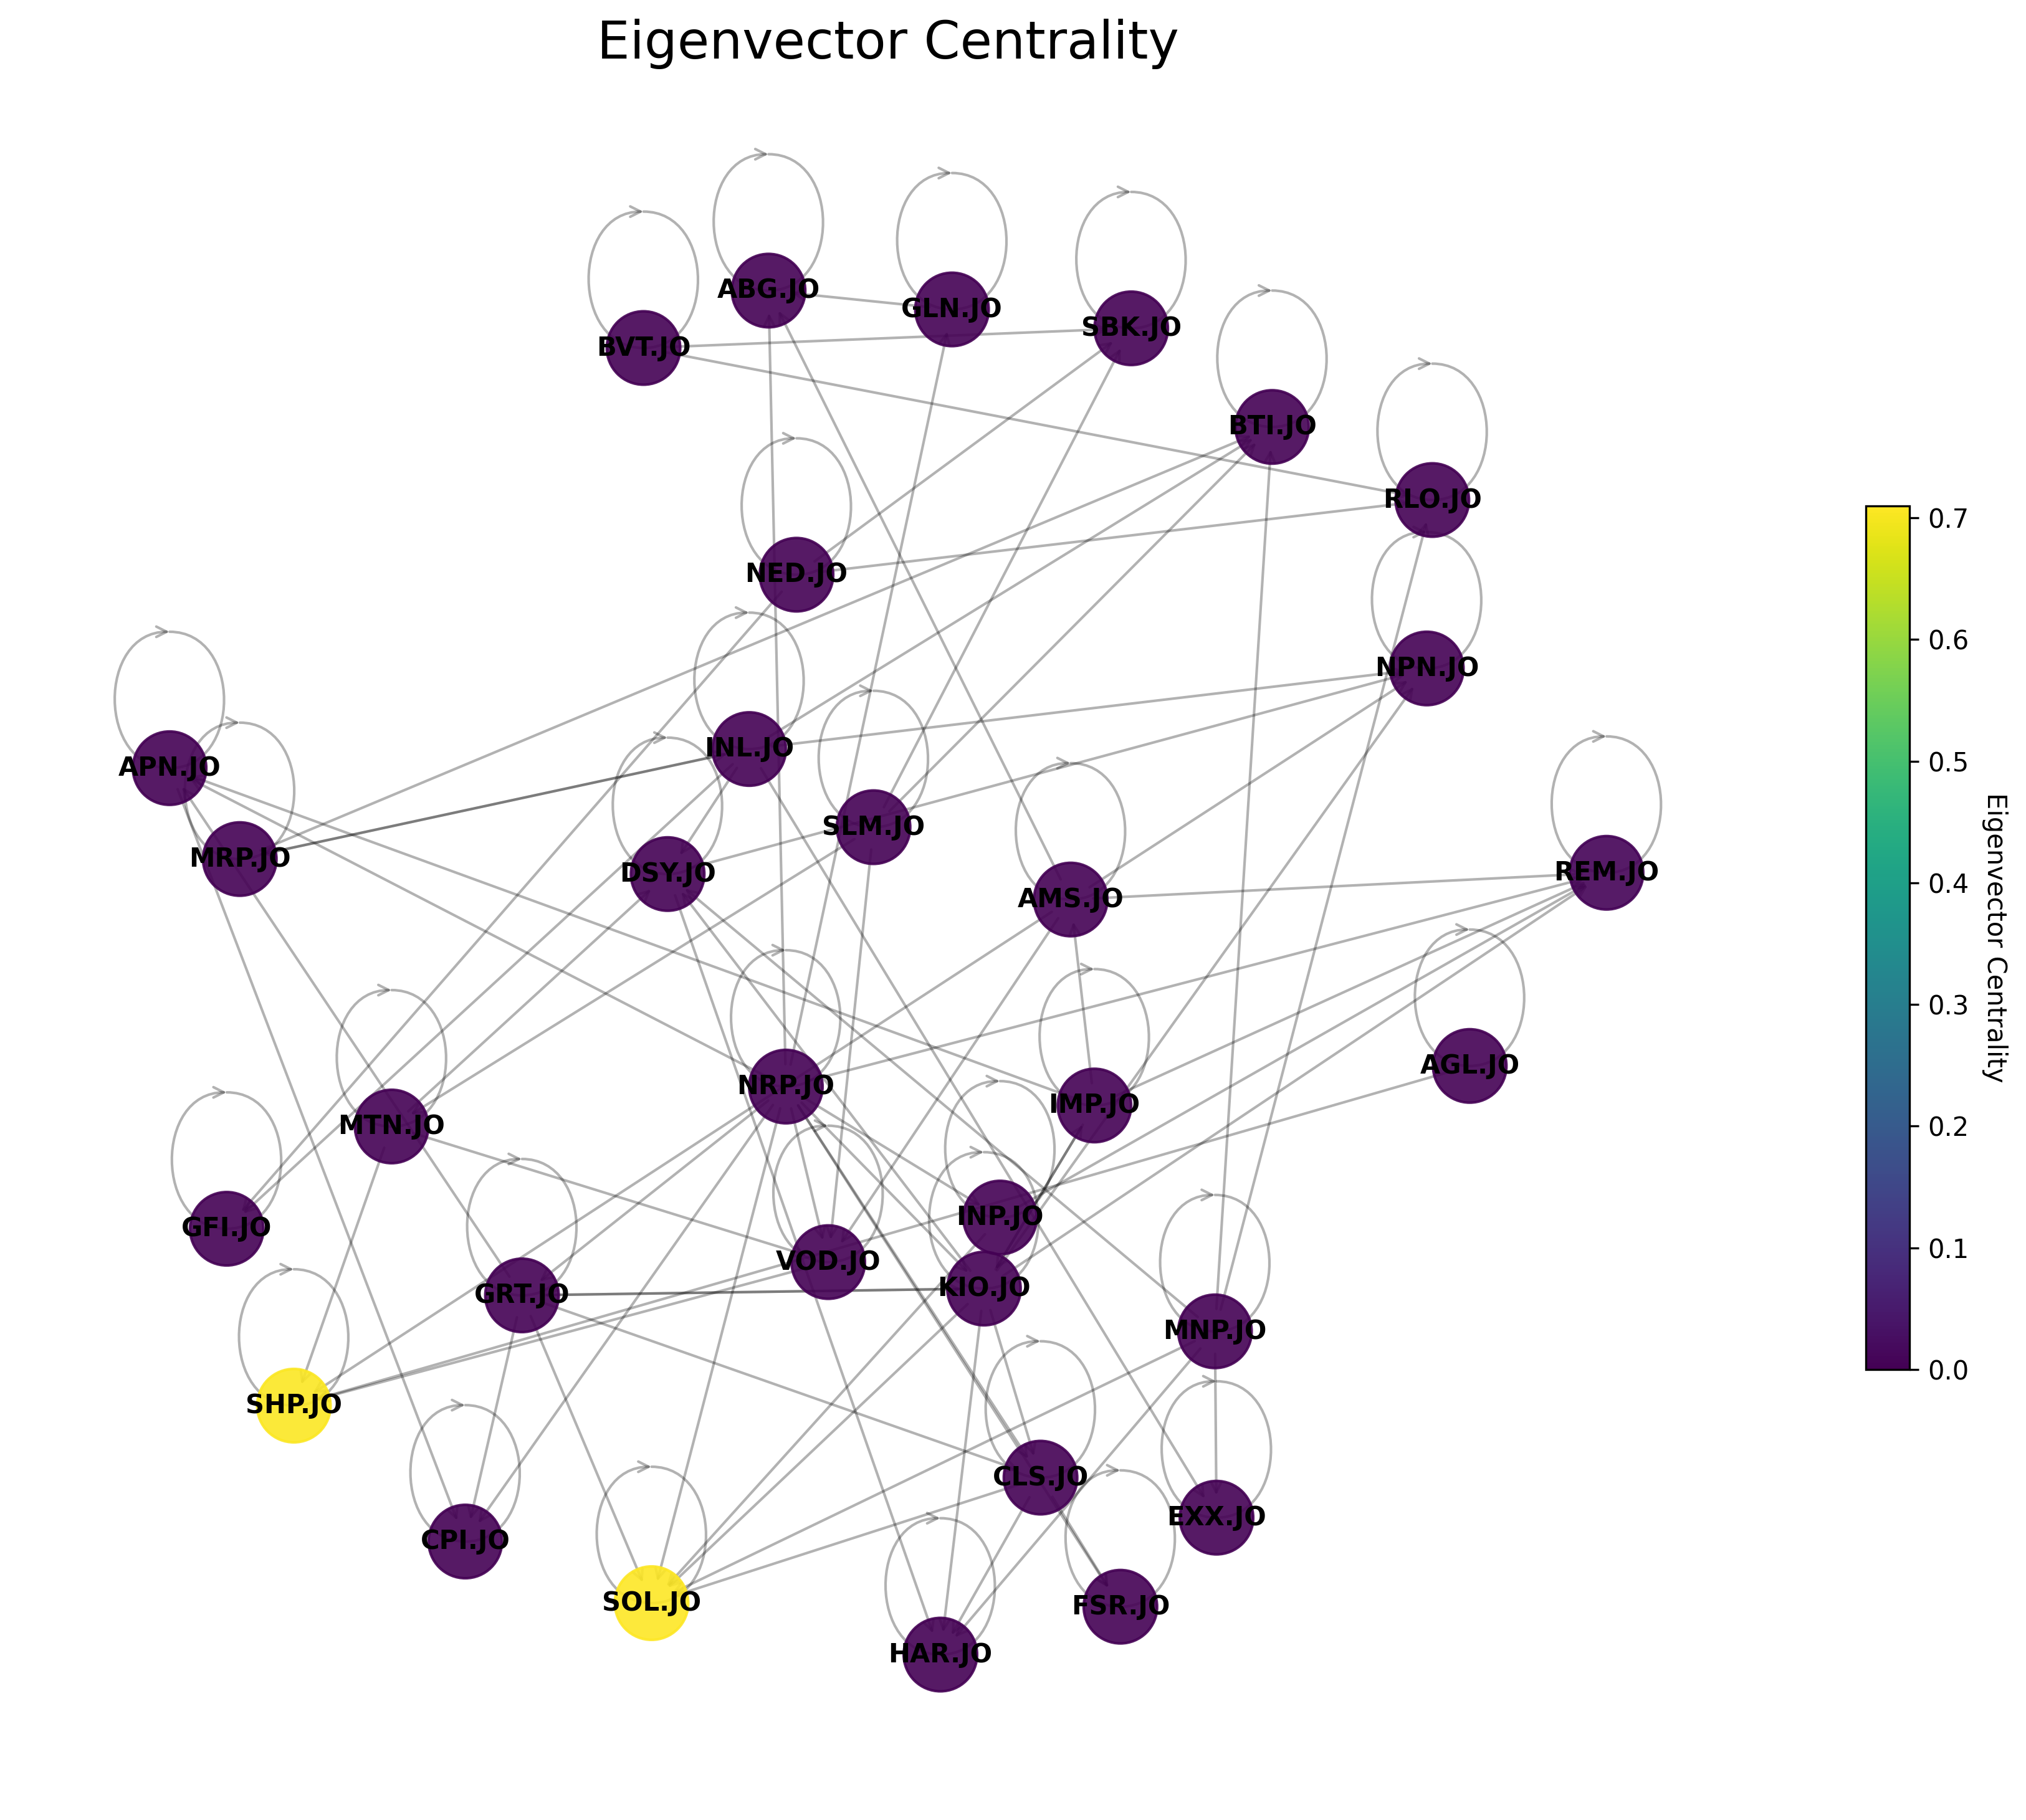 Eigenvector Centrality
ABG.JO
GLN.JO
SBK.JO
BVT.JO
BTI.JO
RLO.JO
NED.JO
NPN.JO
INL.JO
APN.JO
SLM.JO
MRP.JO
DSY.JO
REM.JO
AMS.JO
AGL.JO
NRP.JO
IMP.JO
MTN.JO
INP.JO
GFI.JO
VOD.JO
KIO.JO
GRT.JO
MNP.JO
SHP.JO
CLS.JO
EXX.JO
CPI.JO
SOL.JO
FSR.JO
HAR.JO
0.7
0.6
0.5
0.4
0.3
0.2
0.1
0.0
Eigenvector Centrality